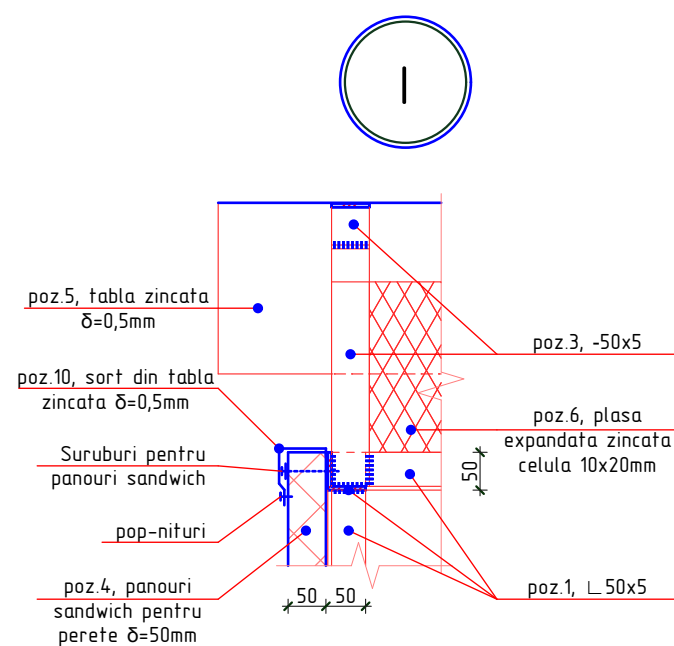 I
poz.5, tabla zincata
δ=0,5mm
poz.3, -50x5
poz.10, sort din tabla
zincata δ=0,5mm
poz.6, plasa
expandata zincata
celula 10x20mm
Suruburi pentru
panouri sandwich
50
pop-nituri
poz.4, panouri
sandwich pentru
perete δ=50mm
50 50
poz.1, ∟50x5